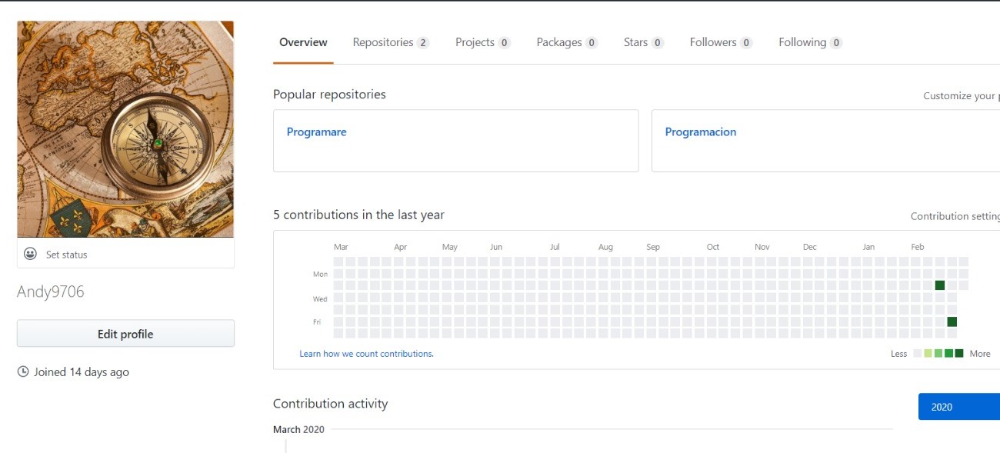 Overview Repositories 2 Projects 0 Packages 0 Stars 0 Followers 0 Following 0
Popular repositories
Customize your
Programare
Programacion
5 contributions in the last year
Contribution setting
Mar Apr May Jun Jul Aug Sep Oct Nov Dec Jan Feb
Mon
Wed
Fri
Learn how we count contributions.
Less More
Set status
Andy9706
Edit profile
Joined 14 days ago
Contribution activity
2020
March 2020